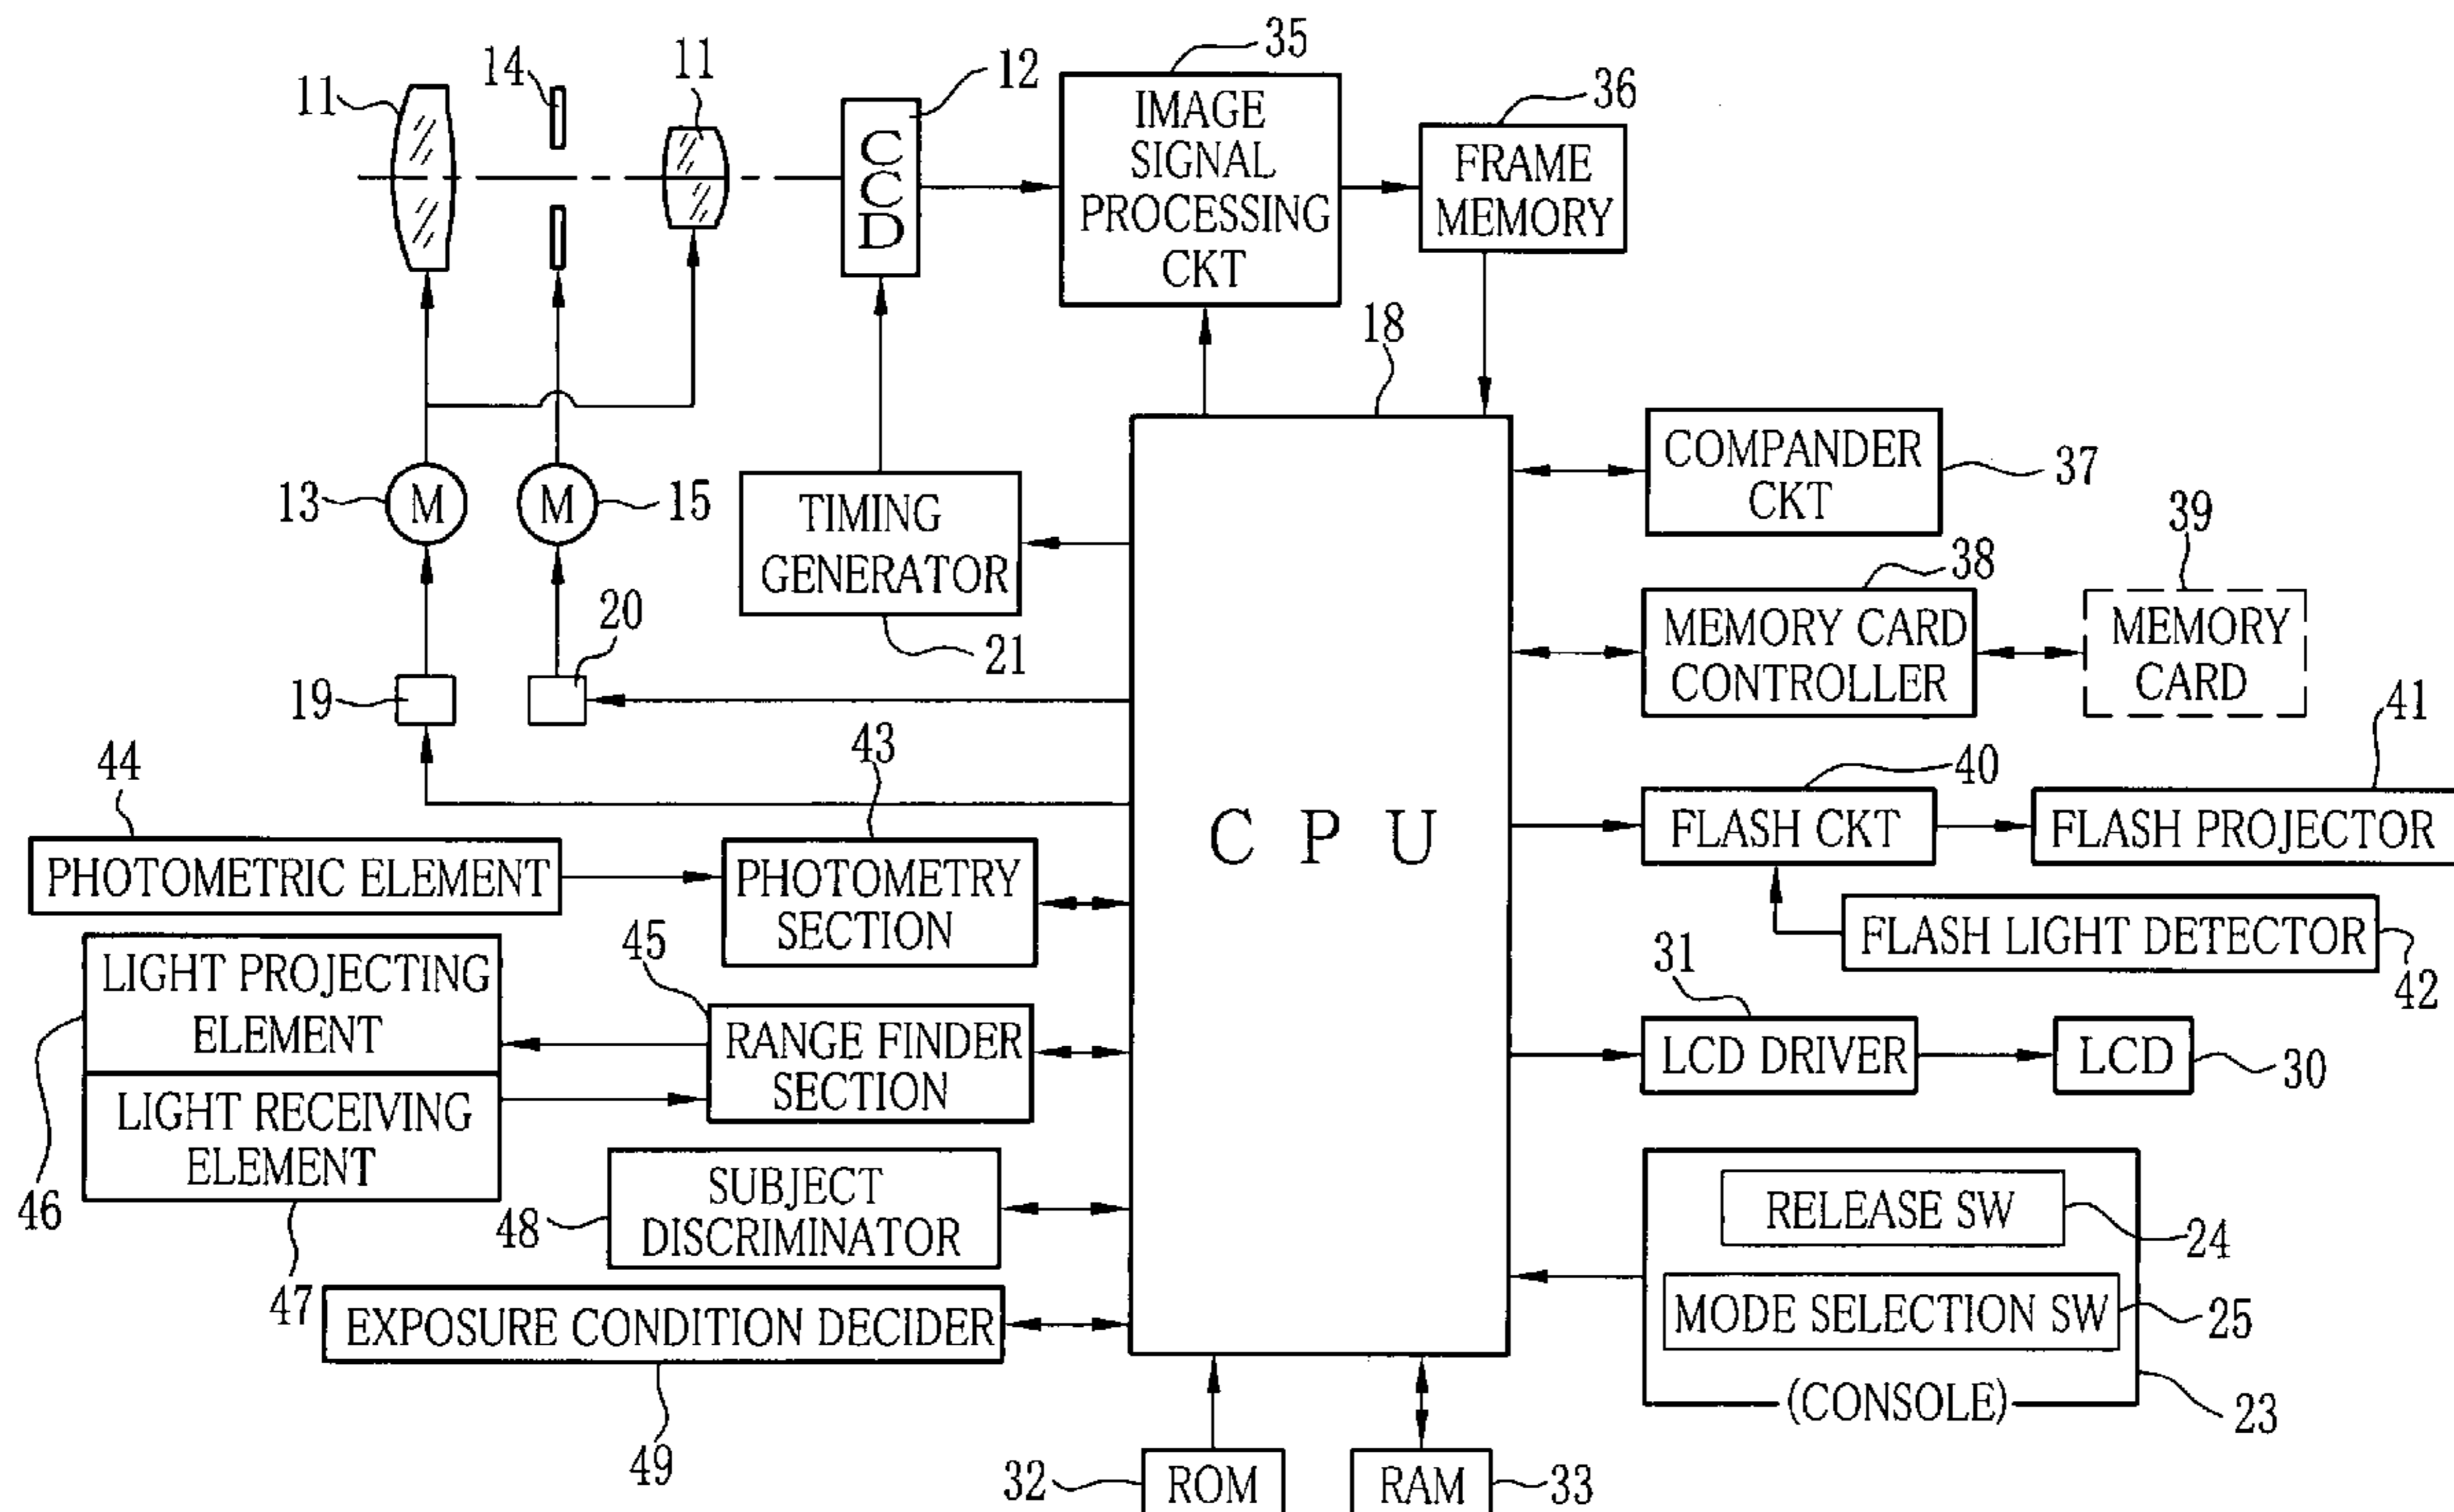 35
11
14
11
12
36
IMAGE
SIGNAL
PROCESSING
CKT
FRAME
MEMORY
C
C
D
18
COMPANDER
CKT
37
13
M
M
15
TIMING
GENERATOR
39
38
20
21
MEMORY CARD
CONTROLLER
MEMORY
CARD
19
41
44
43
40
FLASH CKT
FLASH PROJECTOR
C P U
PHOTOMETRIC ELEMENT
PHOTOMETRY
SECTION
FLASH LIGHT DETECTOR
42
45
LIGHT PROJECTING
ELEMENT
31
RANGE FINDER
SECTION
LCD DRIVER
LCD
30
LIGHT RECEIVING
ELEMENT
46
47
48
SUBJECT
DISCRIMINATOR
RELEASE SW
24
EXPOSURE CONDITION DECIDER
MODE SELECTION SW
25
(CONSOLE)
23
49
32
ROM
RAM
33